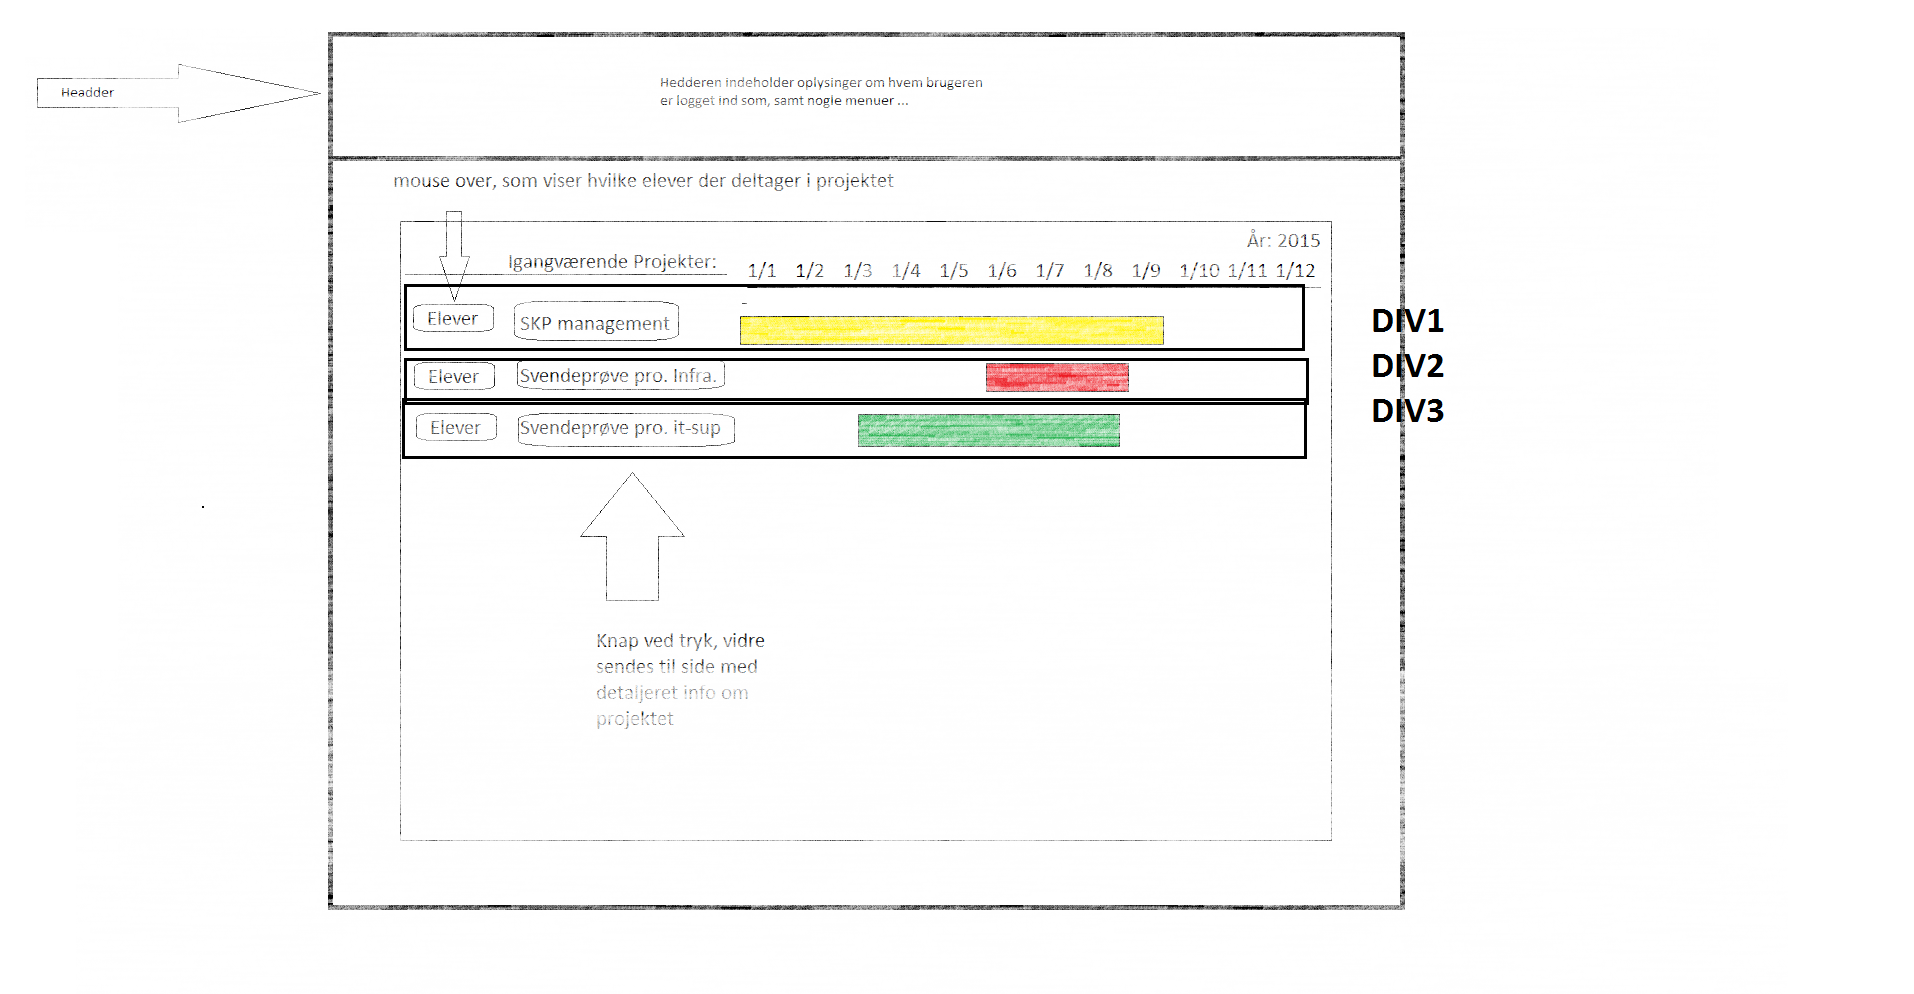 Headder
Hedderen indeholder oplysinger om hvem brugeren
er logget ind som, samt nogle menuer ...
mouse over, som viser hvilke elever der deltager i projektet
År: 2015
Igangværende Projekter:
1/1 1/2 1/3 1/4 1/5 1/6 1/7 1/8 1/9 1/10 1/11 1/12
Elever SKP management DIV1
Elever Svendeprøve pro. Infra. DIV2
Elever Svendeprøve pro. it-sup DIV3
Knap ved tryk, vidre
sendes til side med
detaljeret info om
projektet